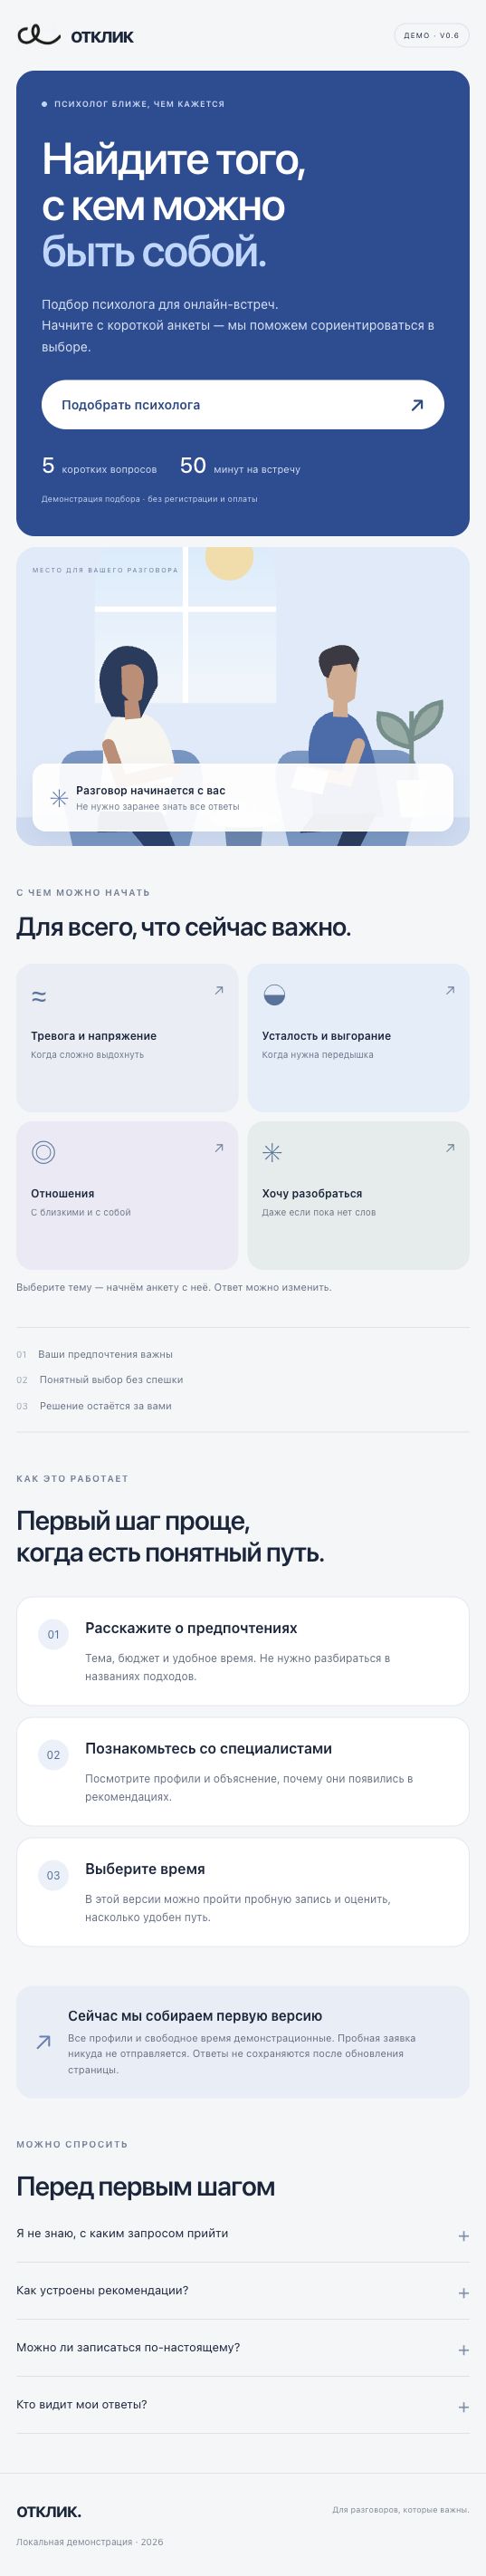 ОТКЛИК
ДЕМО · V0.6
ПСИХОЛОГ БЛИЖЕ, ЧЕМ КАЖЕТСЯ
Найдите того,
с кем можно
быть собой.
Подбор психолога для онлайн-встреч.
Начните с короткой анкеты — мы поможем сориентироваться в
выборе.
Подобрать психолога
5 коротких вопросов 50 минут на встречу
Демонстрация подбора · без регистрации и оплаты
МЕСТО ДЛЯ ВАШЕГО РАЗГОВОРА
Разговор начинается с вас
Не нужно заранее знать все ответы
С ЧЕМ МОЖНО НАЧАТЬ
Для всего, что сейчас важно.
Тревога и напряжение
Когда сложно выдохнуть
Усталость и выгорание
Когда нужна передышка
Отношения
С близкими и с собой
Хочу разобраться
Даже если пока нет слов
Выберите тему — начнём анкету с неё. Ответ можно изменить.
01 Ваши предпочтения важны
02 Понятный выбор без спешки
03 Решение остаётся за вами
КАК ЭТО РАБОТАЕТ
Первый шаг проще,
когда есть понятный путь.
01 Расскажите о предпочтениях
Тема, бюджет и удобное время. Не нужно разбираться в
названиях подходов.
02 Познакомьтесь со специалистами
Посмотрите профили и объяснение, почему они появились в
рекомендациях.
03 Выберите время
В этой версии можно пройти пробную запись и оценить,
насколько удобен путь.
Сейчас мы собираем первую версию
Все профили и свободное время демонстрационные. Пробная заявка
никуда не отправляется. Ответы не сохраняются после обновления
страницы.
МОЖНО СПРОСИТЬ
Перед первым шагом
Я не знаю, с каким запросом прийти
Как устроены рекомендации?
Можно ли записаться по-настоящему?
Кто видит мои ответы?
ОТКЛИК.
Для разговоров, которые важны.
Локальная демонстрация · 2026